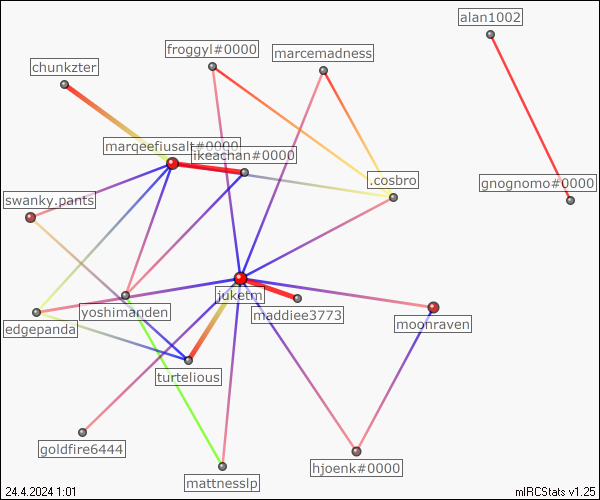 alan1002
froggyl#0000
marcemadness
chunkzter
marqeefiusalt#0000
ikeachan#0000
.cosbro
gnognomo#0000
swanky.pants
juketm
yoshimanden
maddiee3773
edgepanda
moonraven
turtelious
goldfire6444
hjoenk#0000
mattnesslp
24.4.2024 1:01
mIRCStats v1.25